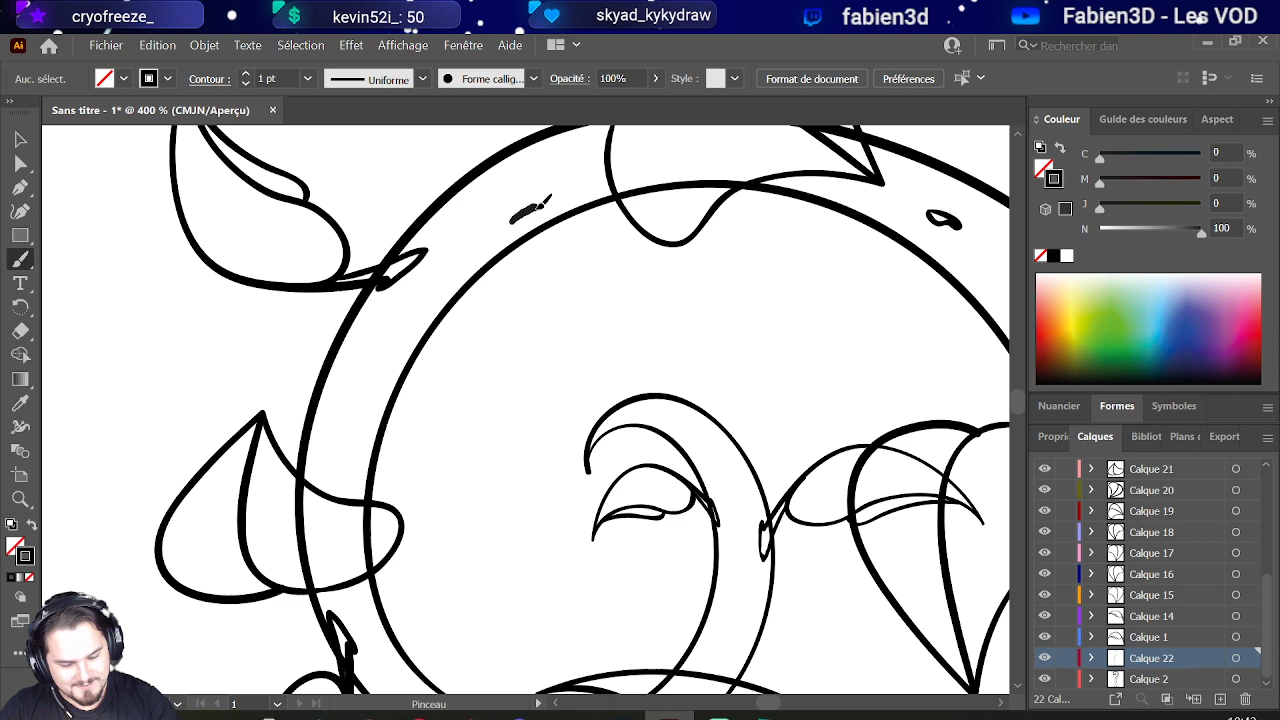 cryofreeze_
kevin52i_: 50
skyad_kykydraw
fabien3d
Fabien3D - Les VOD
Ai
Fichier Edition Objet Texte Sélection Effet Affichage Fenêtre Aide
Rechercher dan
Auc. sélect.
Contour :
1 pt
Uniforme
Forme callig...
Opacité :
100%
Style :
Format de document
Préférences
Sans titre - 1* @ 400 % (CMJN/Aperçu)
Couleur
Guide des couleurs
Aspect
C 0 %
M 0 %
J 0 %
N 100 %
Nuancier
Formes
Symboles
Propri
Calques
Bibliot
Plans d
Export
Calque 21
Calque 20
Calque 19
Calque 18
Calque 17
Calque 16
Calque 15
Calque 14
Calque 1
Calque 22
Calque 2
22 Cal...
1
Pinceau